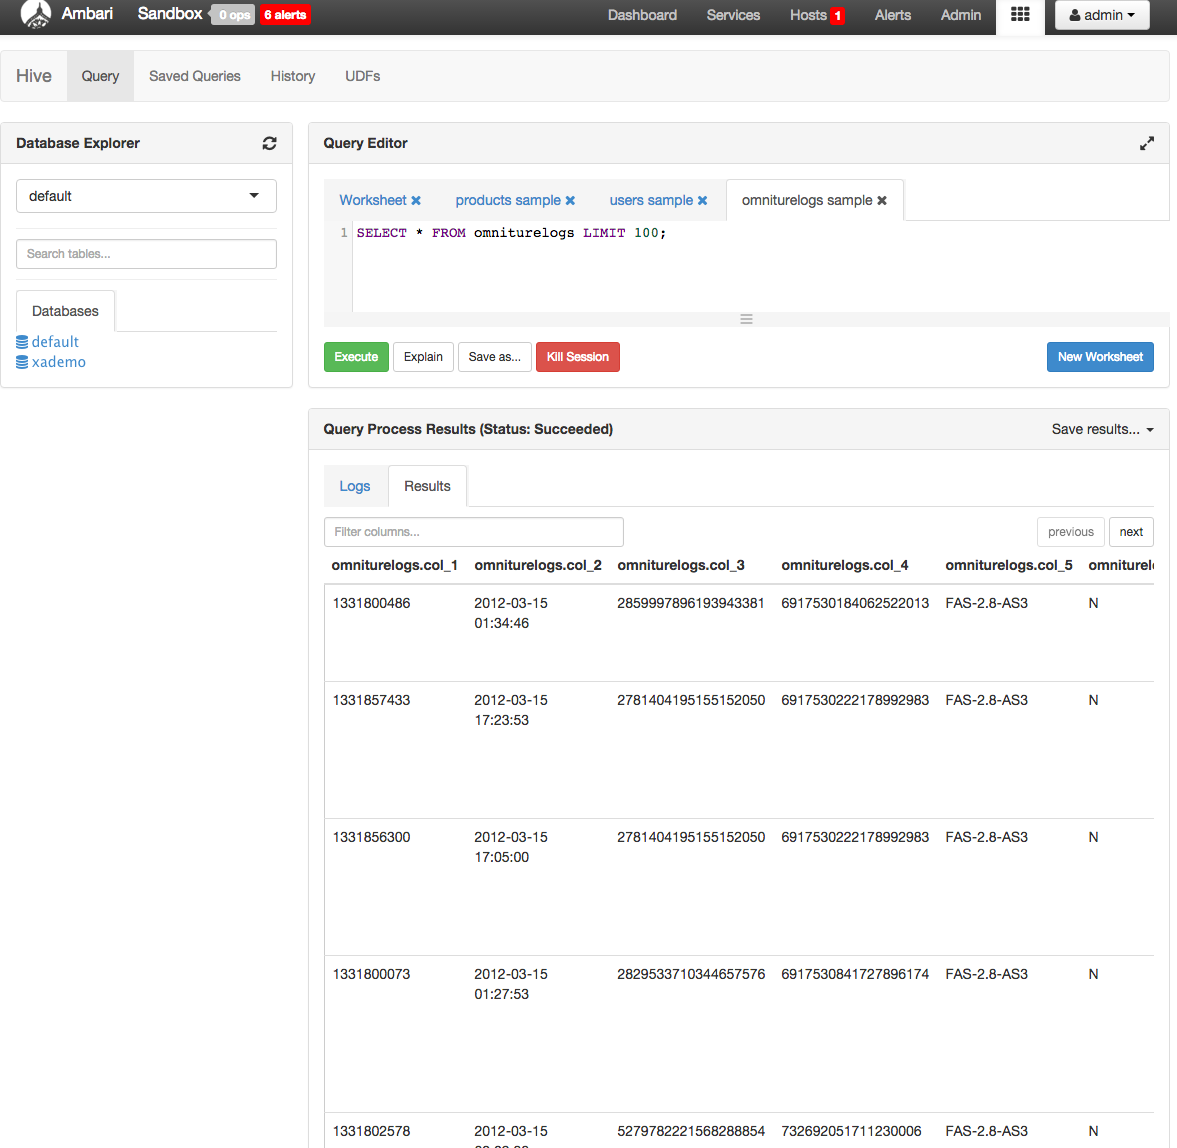 Ambari Sandbox 0 ops 6 alerts Dashboard Services Hosts 1 Alerts Admin admin
Hive Query Saved Queries History UDFs
Database Explorer
default
Search tables...
Databases
default
xademo
Query Editor
Worksheet products sample users sample omniturelogs sample
1 SELECT * FROM omniturelogs LIMIT 100;
Execute Explain Save as... Kill Session New Worksheet
Query Process Results (Status: Succeeded) Save results...
Logs Results
Filter columns... previous next
omniturelogs.col_1 omniturelogs.col_2 omniturelogs.col_3 omniturelogs.col_4 omniturelogs.col_5 omniturel
1331800486 2012-03-15 2859997896193943381 6917530184062522013 FAS-2.8-AS3 N
01:34:46
1331857433 2012-03-15 2781404195155152050 6917530222178992983 FAS-2.8-AS3 N
17:23:53
1331856300 2012-03-15 2781404195155152050 6917530222178992983 FAS-2.8-AS3 N
17:05:00
1331800073 2012-03-15 2829533710344657576 6917530841727896174 FAS-2.8-AS3 N
01:27:53
1331802578 2012-03-15 5279782221568288854 732692051711230006 FAS-2.8-AS3 N